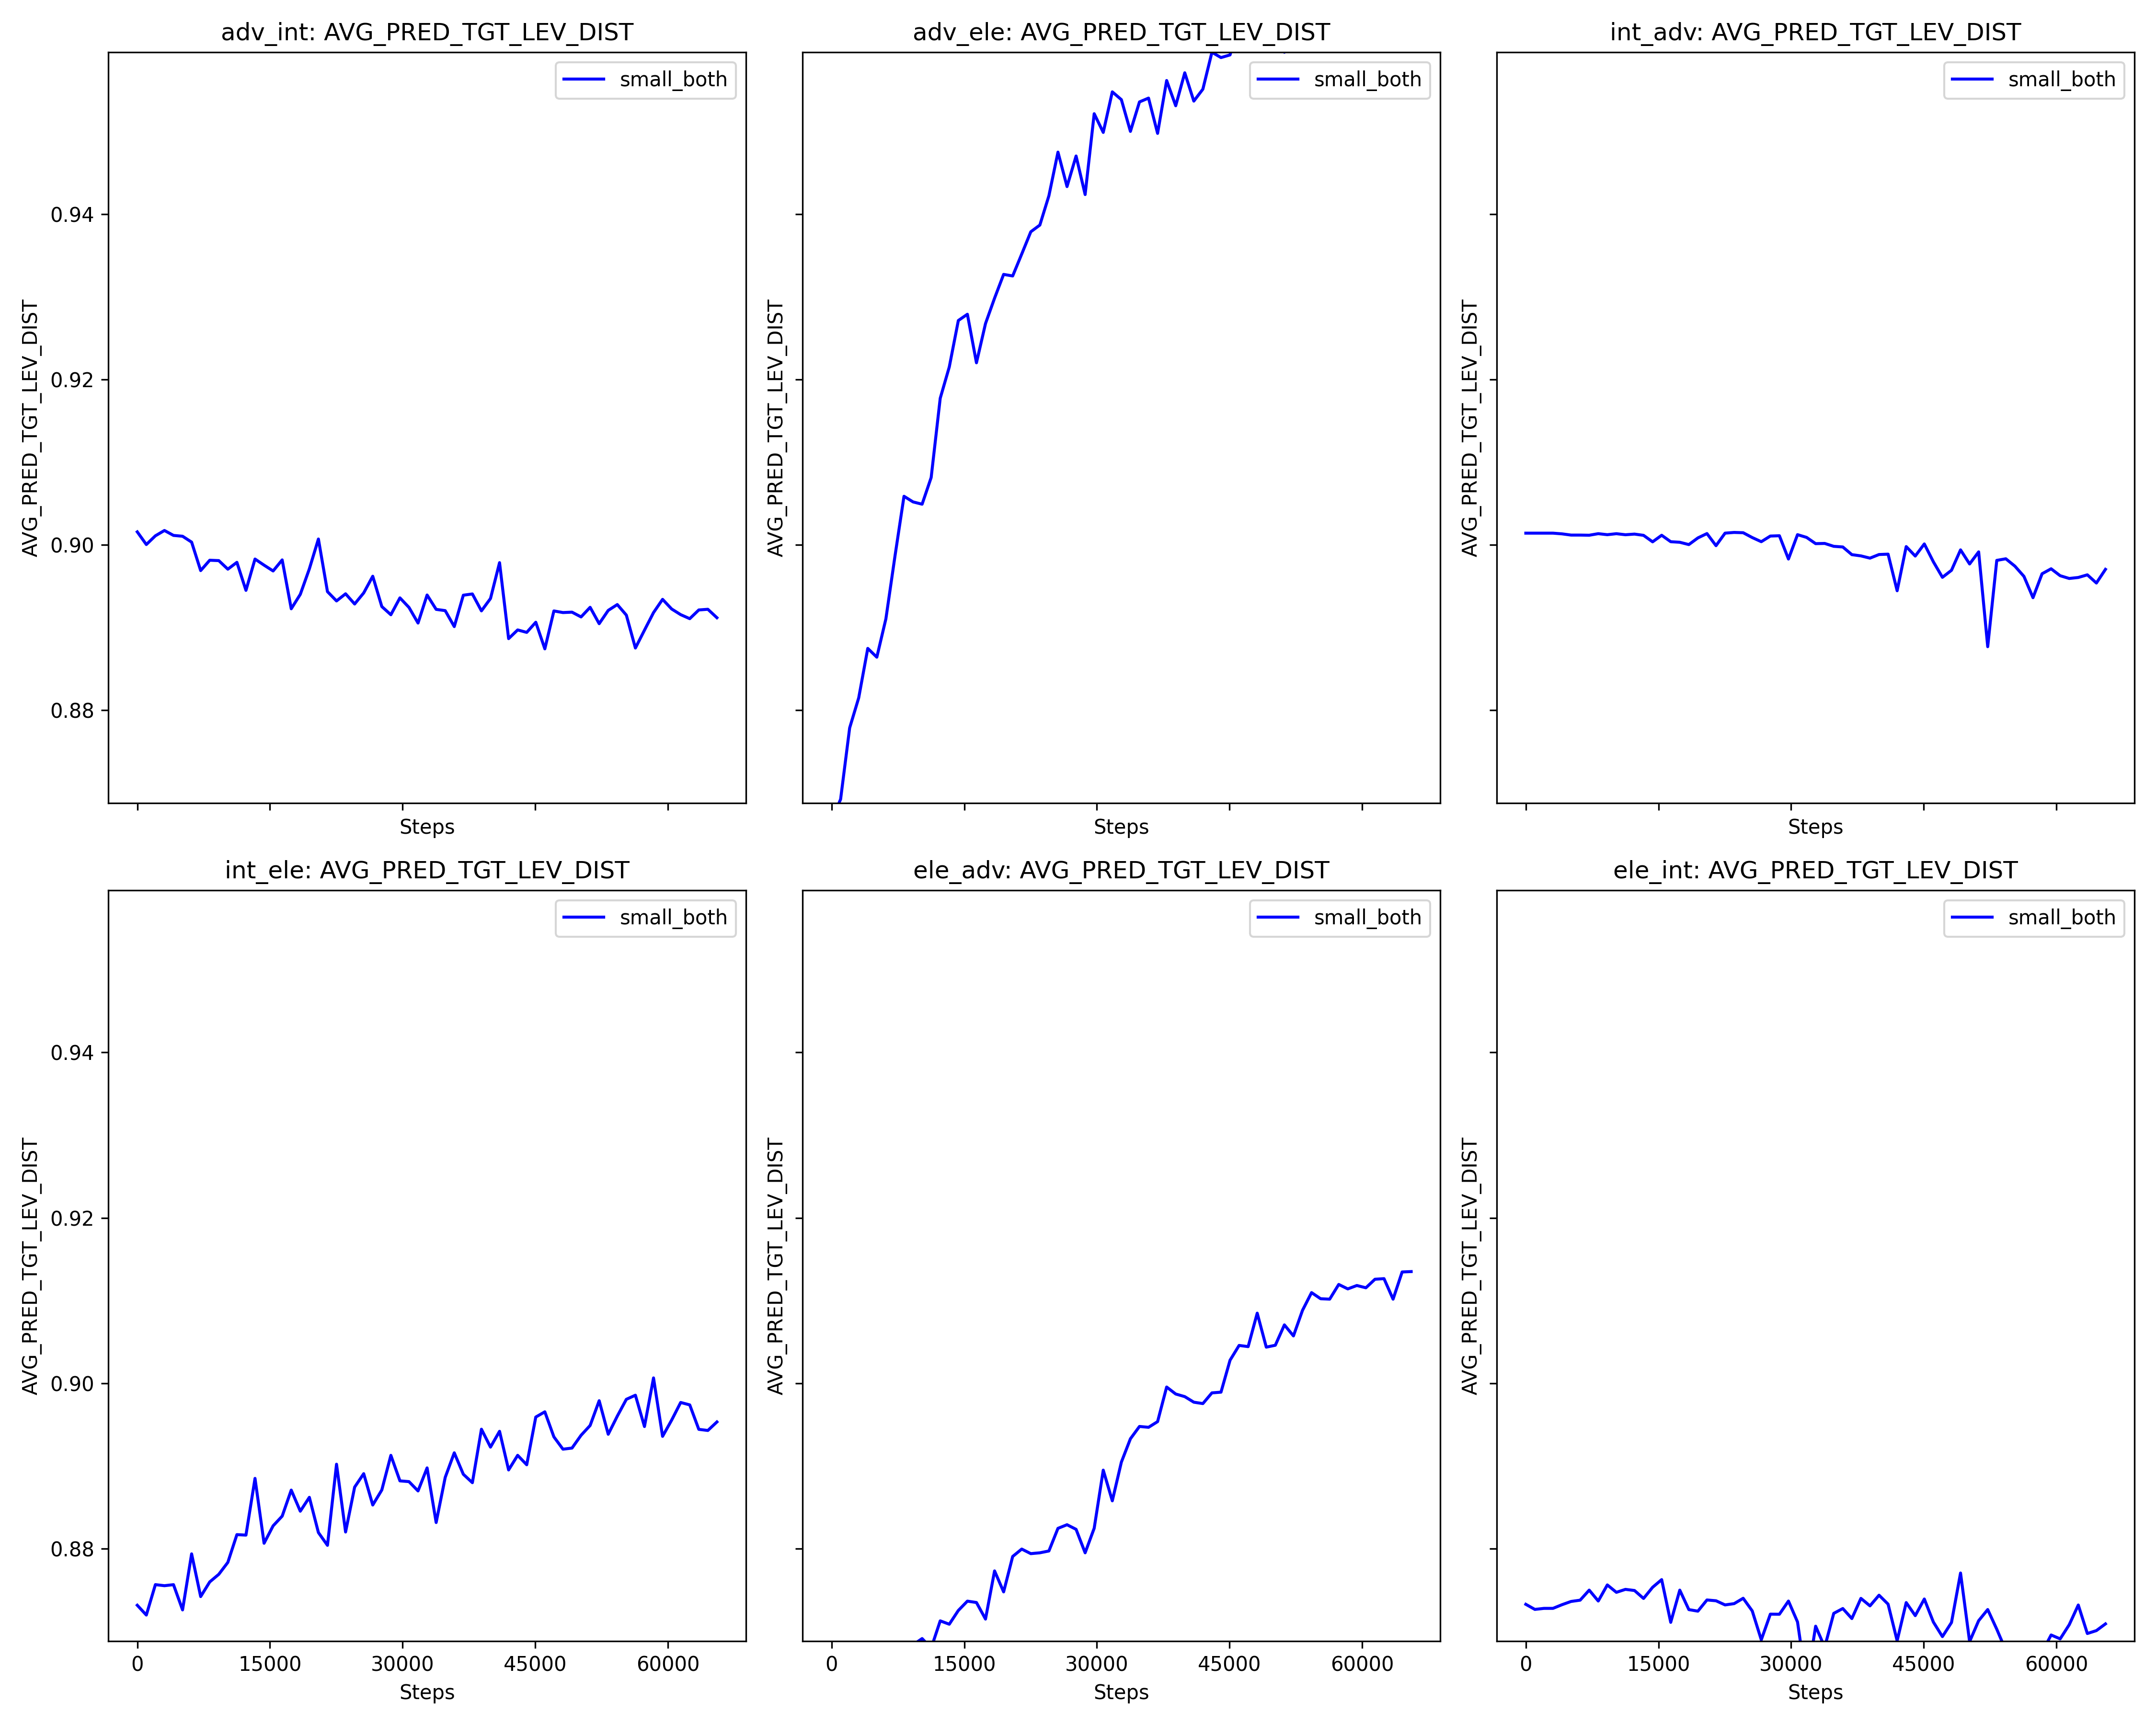 adv_int: AVG_PRED_TGT_LEV_DIST
small_both
AVG_PRED_TGT_LEV_DIST
0.94
0.92
0.90
0.88
Steps
adv_ele: AVG_PRED_TGT_LEV_DIST
small_both
AVG_PRED_TGT_LEV_DIST
Steps
int_adv: AVG_PRED_TGT_LEV_DIST
small_both
AVG_PRED_TGT_LEV_DIST
Steps
int_ele: AVG_PRED_TGT_LEV_DIST
small_both
AVG_PRED_TGT_LEV_DIST
0.94
0.92
0.90
0.88
0 15000 30000 45000 60000
Steps
ele_adv: AVG_PRED_TGT_LEV_DIST
small_both
AVG_PRED_TGT_LEV_DIST
0 15000 30000 45000 60000
Steps
ele_int: AVG_PRED_TGT_LEV_DIST
small_both
AVG_PRED_TGT_LEV_DIST
0 15000 30000 45000 60000
Steps